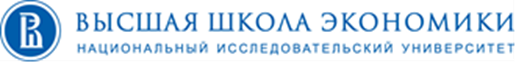 ВЫСШАЯ ШКОЛА ЭКОНОМИКИ
НАЦИОНАЛЬНЫЙ ИССЛЕДОВАТЕЛЬСКИЙ УНИВЕРСИТЕТ